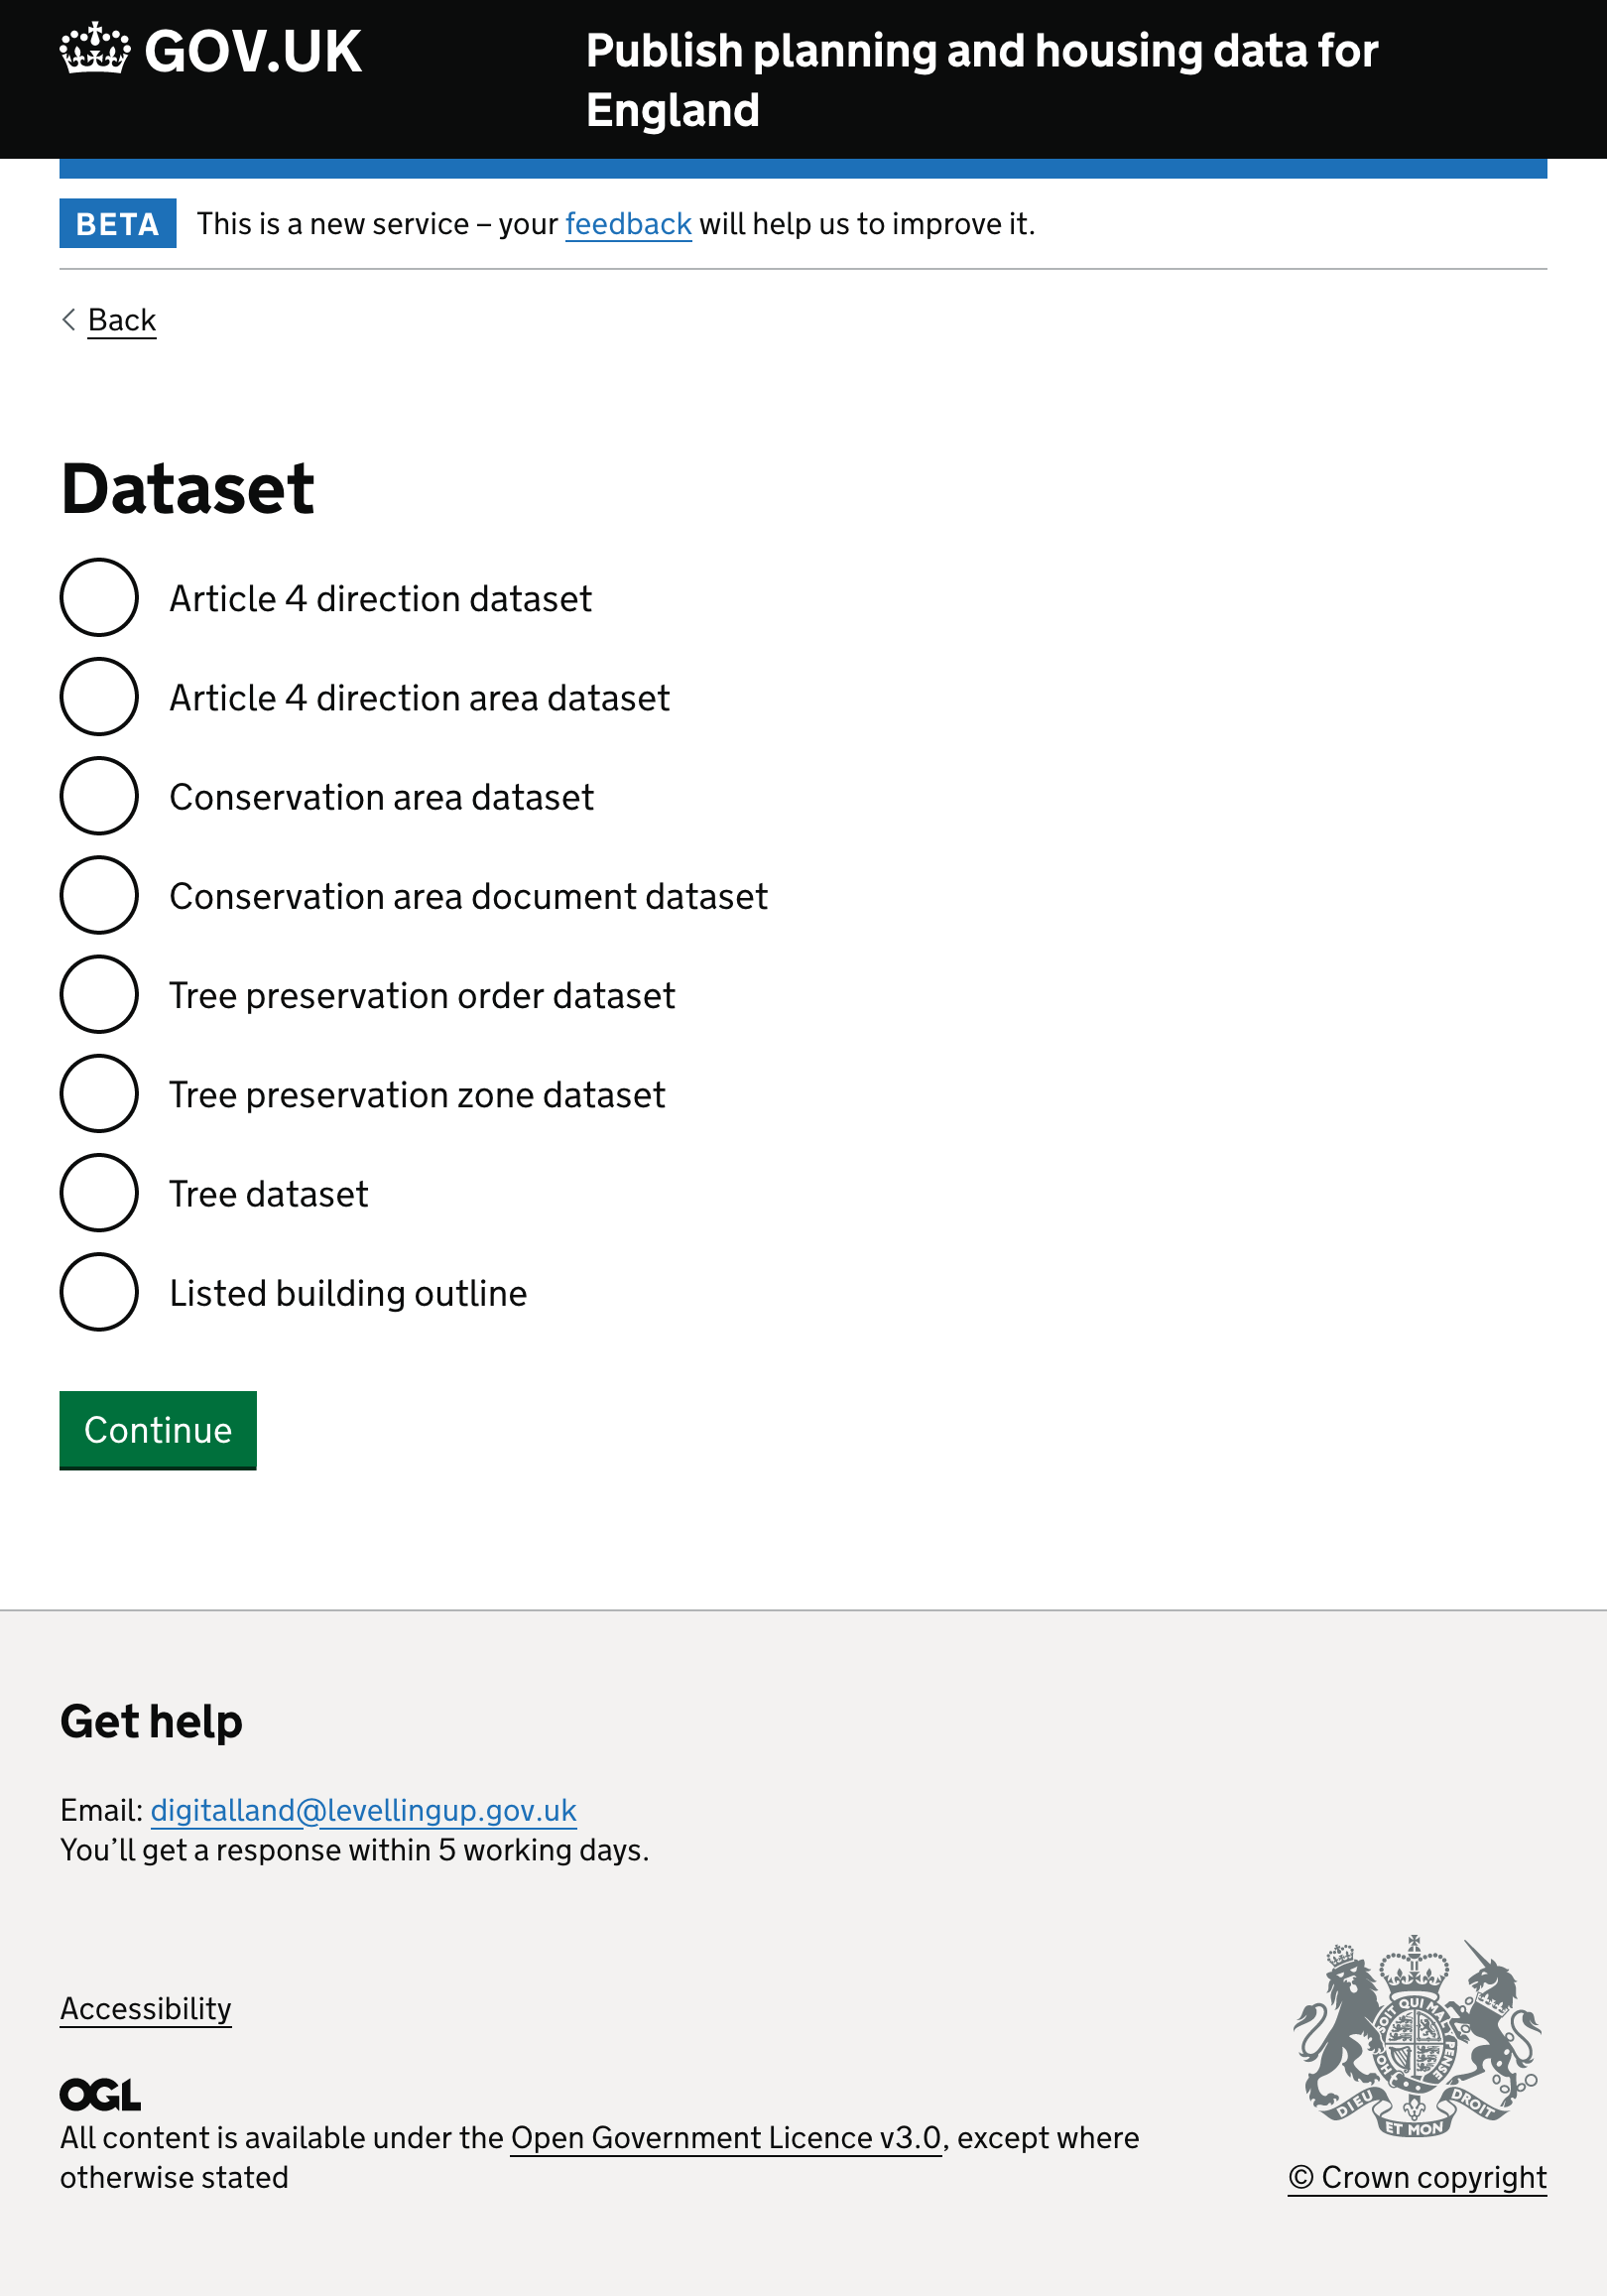 GOV.UK
Publish planning and housing data for
England
BETA
This is a new service – your feedback will help us to improve it.
Back
Dataset
Article 4 direction dataset
Article 4 direction area dataset
Conservation area dataset
Conservation area document dataset
Tree preservation order dataset
Tree preservation zone dataset
Tree dataset
Listed building outline
Continue
Get help
Email: digitalland@levellingup.gov.uk
You’ll get a response within 5 working days.
Accessibility
OGL
All content is available under the Open Government Licence v3.0, except where
otherwise stated
SOIT QUI MAL Y PENSE
DIEU ET MON DROIT
© Crown copyright